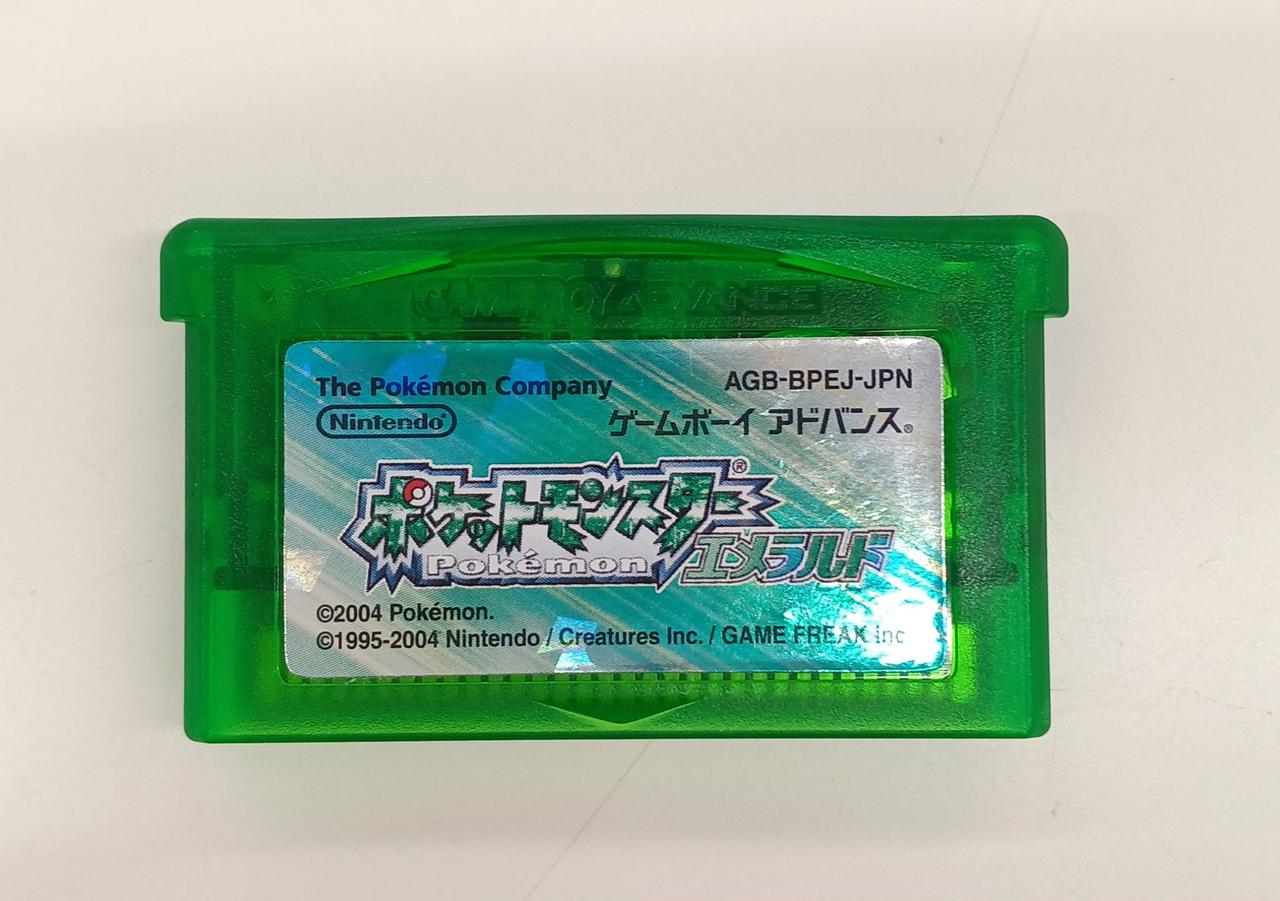 GAME BOY ADVANCE
The Pokémon Company AGB-BPEJ-JPN
Nintendo® ゲームボーイ アドバンス®
ポケットモンスター®
Pokémon エメラルド
©2004 Pokémon.
©1995-2004 Nintendo / Creatures Inc. / GAME FREAK inc